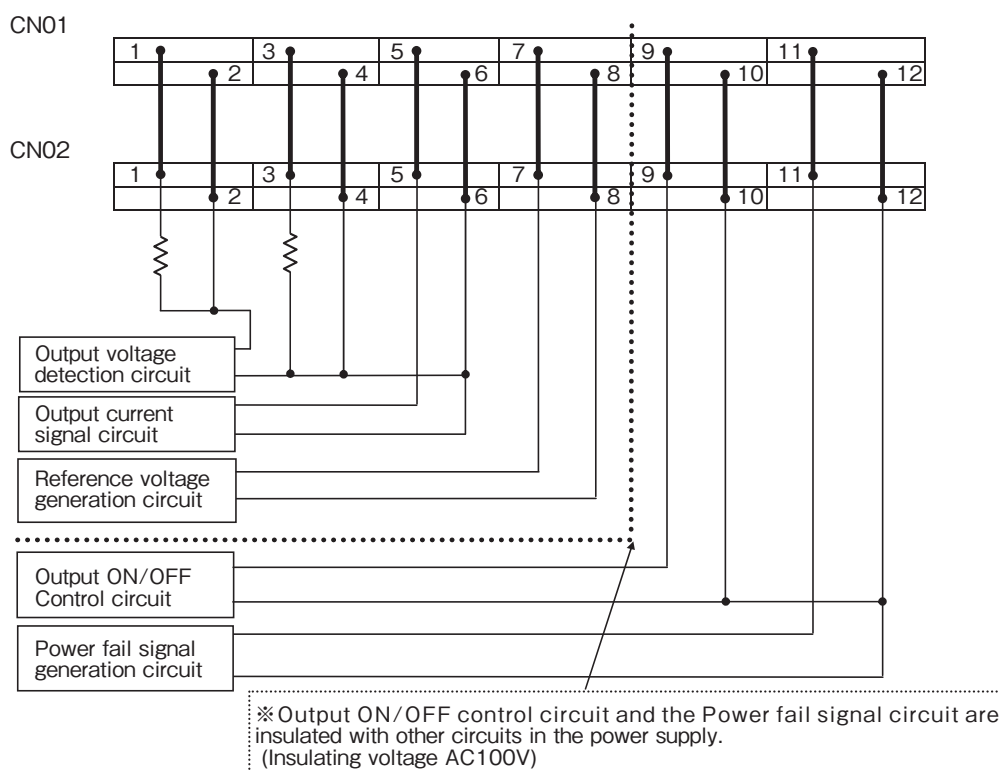 CN01
1 3 5 7 9 11
2 4 6 8 10 12
CN02
1 3 5 7 9 11
2 4 6 8 10 12
Output voltage
detection circuit
Output current
signal circuit
Reference voltage
generation circuit
Output ON/OFF
Control circuit
Power fail signal
generation circuit
※Output ON/OFF control circuit and the Power fail signal circuit are
insulated with other circuits in the power supply.
(Insulating voltage AC100V)